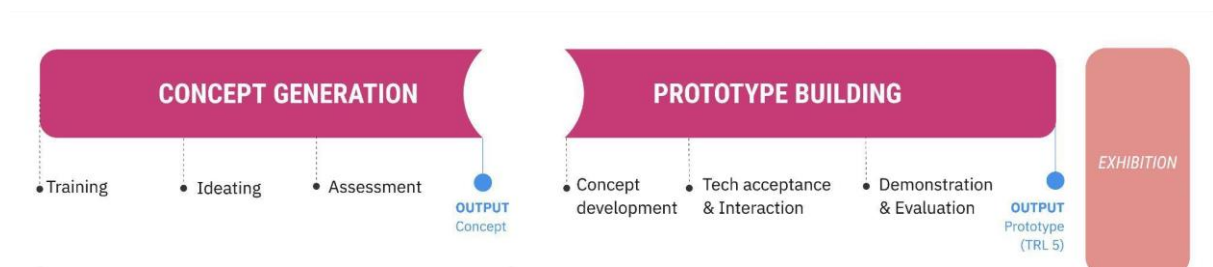 CONCEPT GENERATION
PROTOTYPE BUILDING
EXHIBITION
Training
Ideating
Assessment
OUTPUT
Concept
Concept
development
Tech acceptance
& Interaction
Demonstration
& Evaluation
OUTPUT
Prototype
(TRL 5)